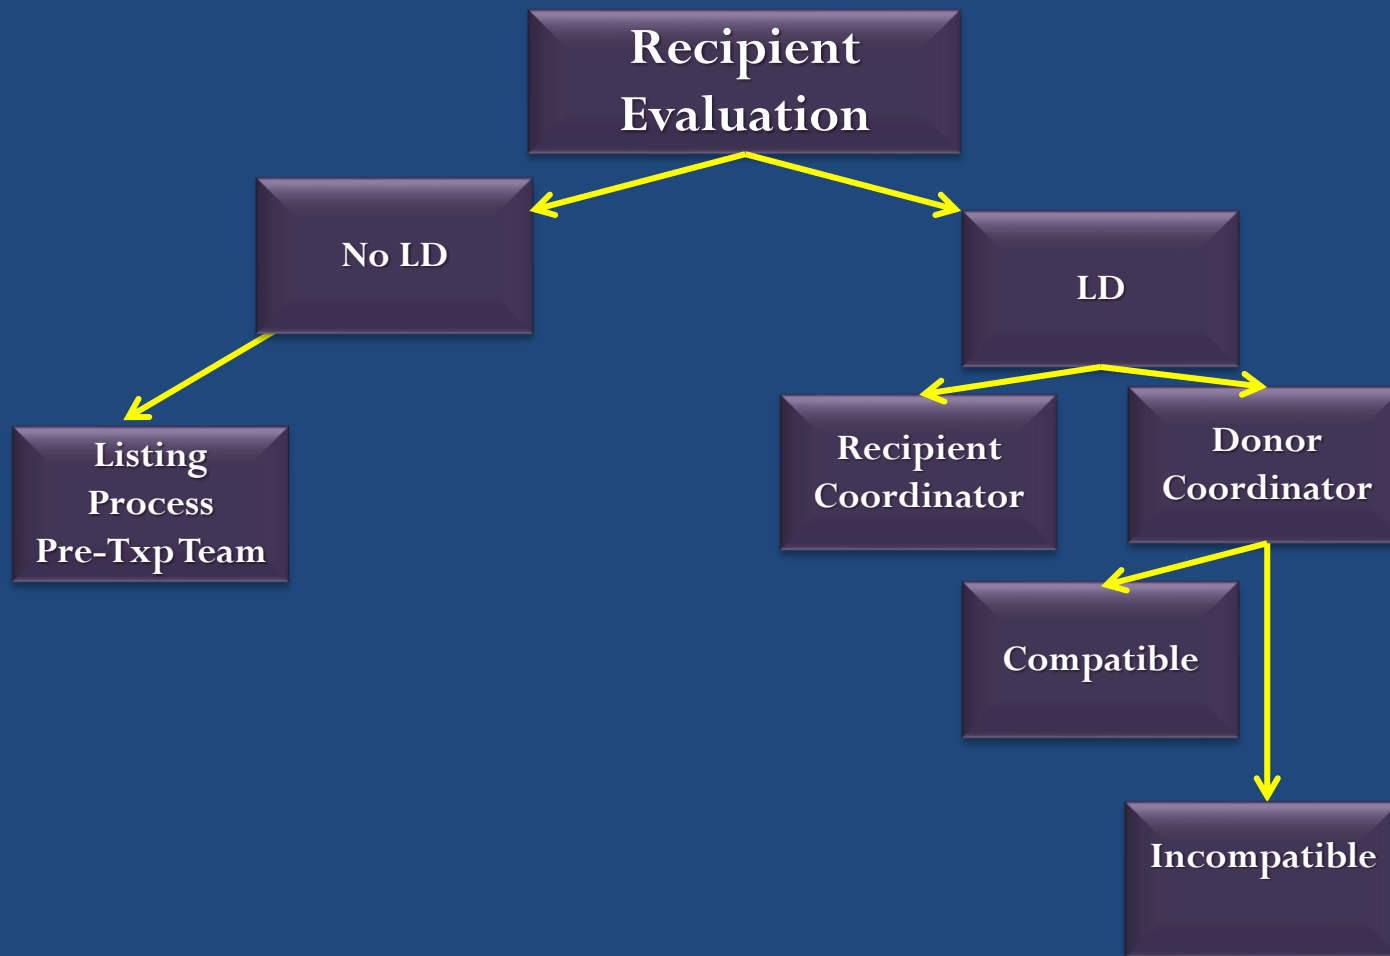 Recipient
Evaluation
No LD
LD
Listing
Process
Pre-Txp Team
Recipient
Coordinator
Donor
Coordinator
Compatible
Incompatible